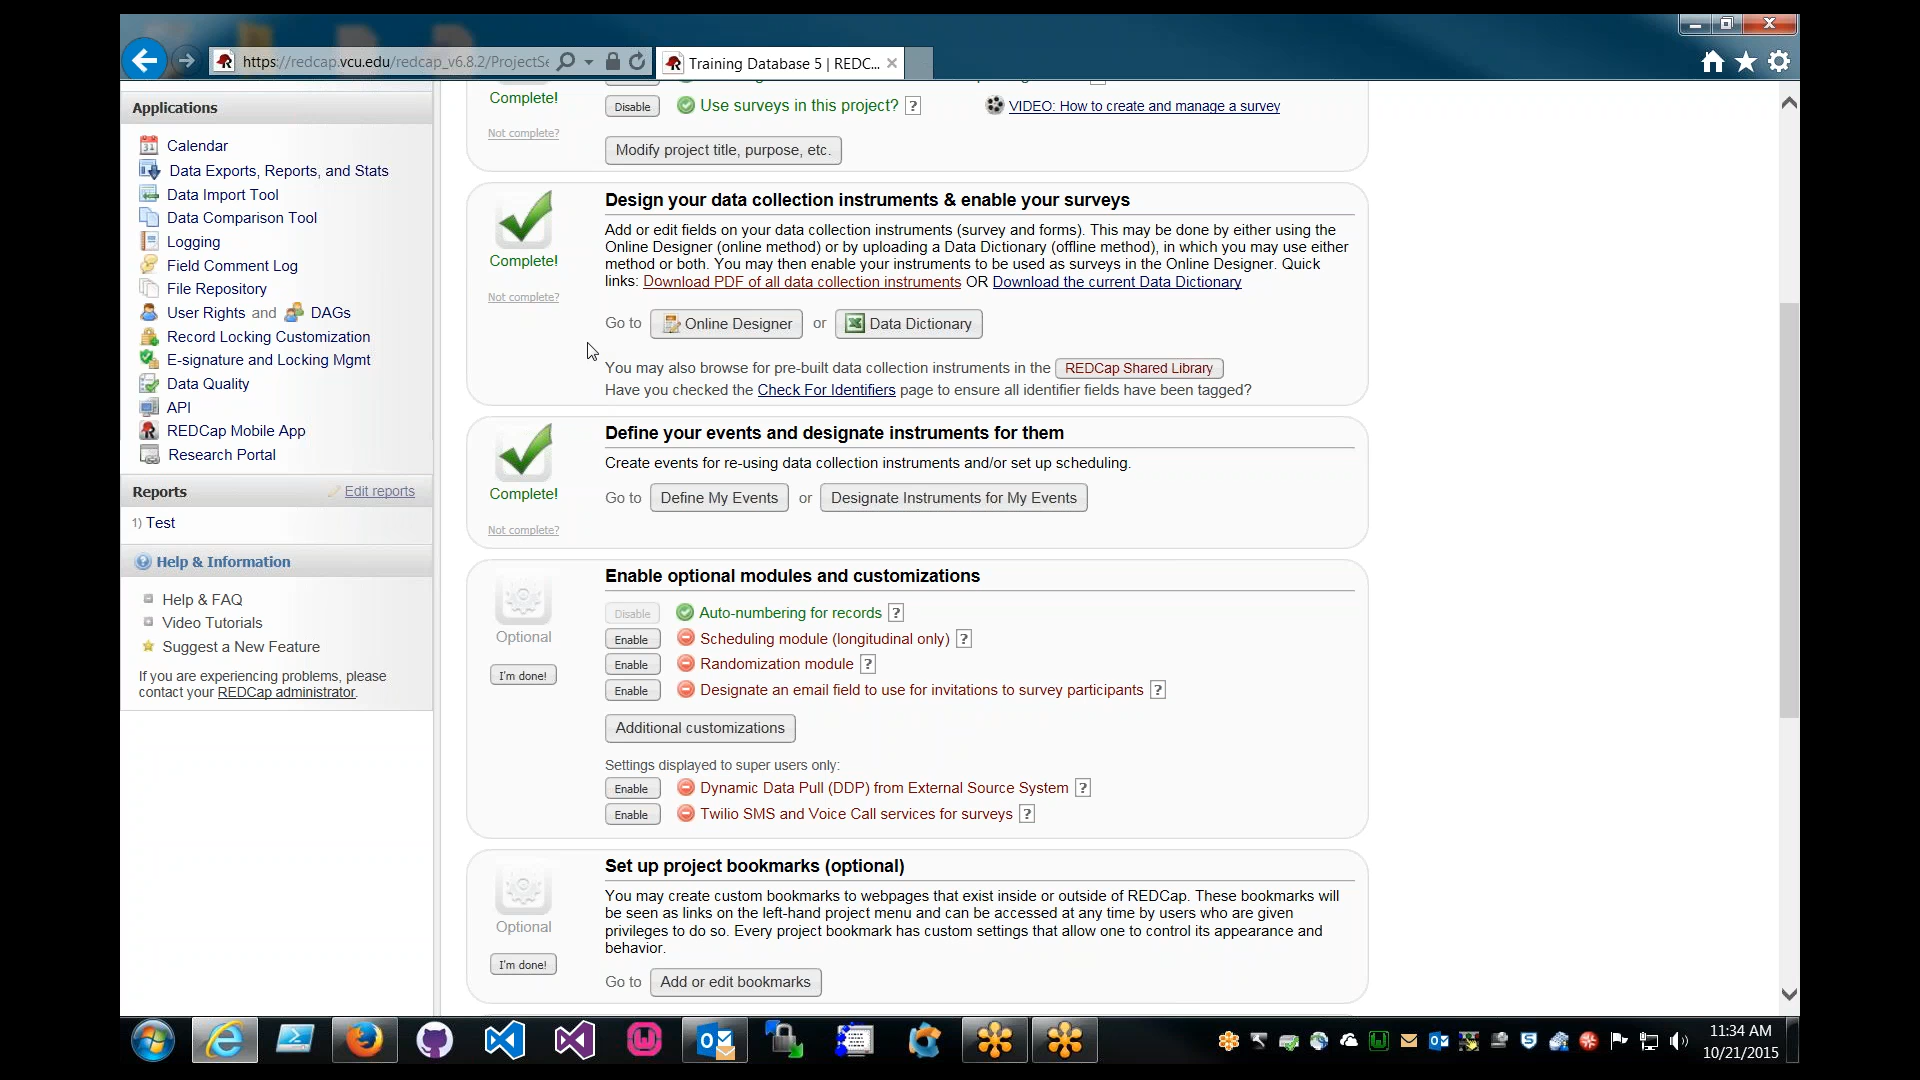 https://redcap.vcu.edu/redcap_v6.8.2/ProjectSe
Training Database 5 | REDC...
Applications
Calendar
Data Exports, Reports, and Stats
Data Import Tool
Data Comparison Tool
Logging
Field Comment Log
File Repository
User Rights and DAGs
Record Locking Customization
E-signature and Locking Mgmt
Data Quality
API
REDCap Mobile App
Research Portal
Reports
Edit reports
1) Test
Help & Information
Help & FAQ
Video Tutorials
Suggest a New Feature
If you are experiencing problems, please
contact your REDCap administrator.
Complete!
Not complete?
Disable Use surveys in this project? ?
VIDEO: How to create and manage a survey
Modify project title, purpose, etc.
Complete!
Not complete?
Design your data collection instruments & enable your surveys
Add or edit fields on your data collection instruments (survey and forms). This may be done by either using the
Online Designer (online method) or by uploading a Data Dictionary (offline method), in which you may use either
method or both. You may then enable your instruments to be used as surveys in the Online Designer. Quick
links: Download PDF of all data collection instruments OR Download the current Data Dictionary
Go to Online Designer or Data Dictionary
You may also browse for pre-built data collection instruments in the REDCap Shared Library
Have you checked the Check For Identifiers page to ensure all identifier fields have been tagged?
Complete!
Not complete?
Define your events and designate instruments for them
Create events for re-using data collection instruments and/or set up scheduling.
Go to Define My Events or Designate Instruments for My Events
Optional
I'm done!
Enable optional modules and customizations
Disable Auto-numbering for records ?
Enable Scheduling module (longitudinal only) ?
Enable Randomization module ?
Enable Designate an email field to use for invitations to survey participants ?
Additional customizations
Settings displayed to super users only:
Enable Dynamic Data Pull (DDP) from External Source System ?
Enable Twilio SMS and Voice Call services for surveys ?
Optional
I'm done!
Set up project bookmarks (optional)
You may create custom bookmarks to webpages that exist inside or outside of REDCap. These bookmarks will
be seen as links on the left-hand project menu and can be accessed at any time by users who are given
privileges to do so. Every project bookmark has custom settings that allow one to control its appearance and
behavior.
Go to Add or edit bookmarks
11:34 AM
10/21/2015